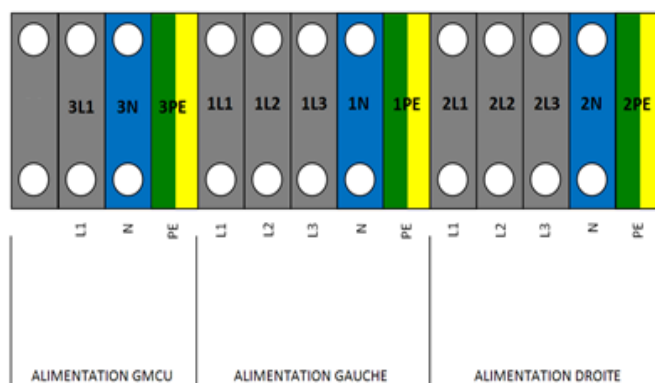 3L1 3N 3PE 1L1 1L2 1L3 1N 1PE 2L1 2L2 2L3 2N 2PE
L1 N PE L1 L2 L3 N PE L1 L2 L3 N PE
ALIMENTATION GMCU ALIMENTATION GAUCHE ALIMENTATION DROITE